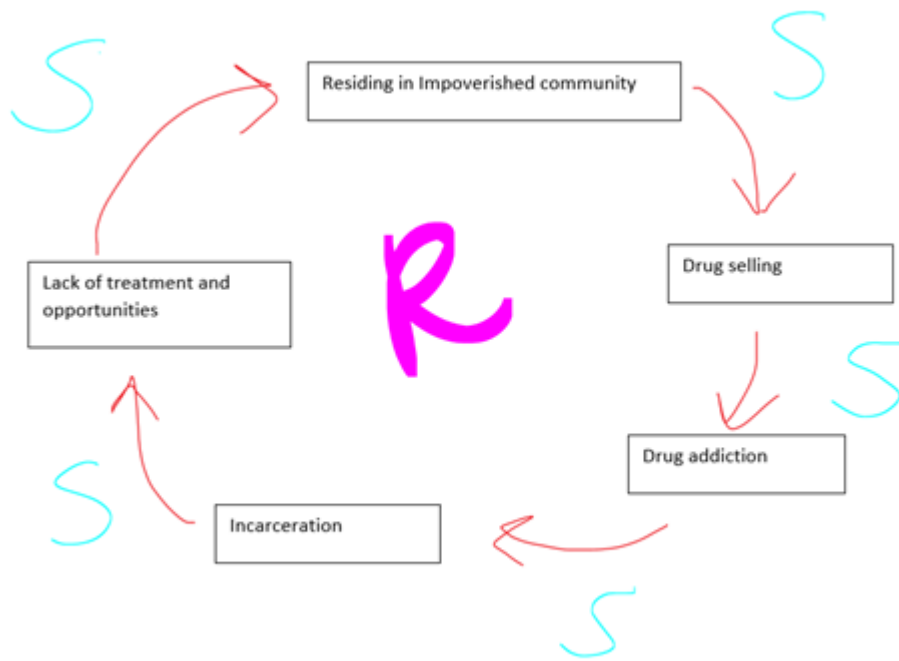 S
S
Residing in Impoverished community
Drug selling
Lack of treatment and
opportunities
R
S
Drug addiction
S
Incarceration
S